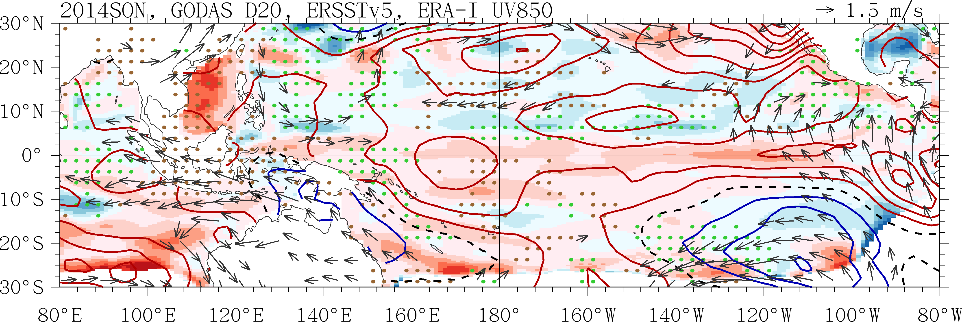 2014SON, GODAS D20, ERSSTv5, ERA-I UV850 1.5 m/s
30°N
20°N
10°N
0°
10°S
20°S
30°S
80°E 100°E 120°E 140°E 160°E 180° 160°W 140°W 120°W 100°W 80°W